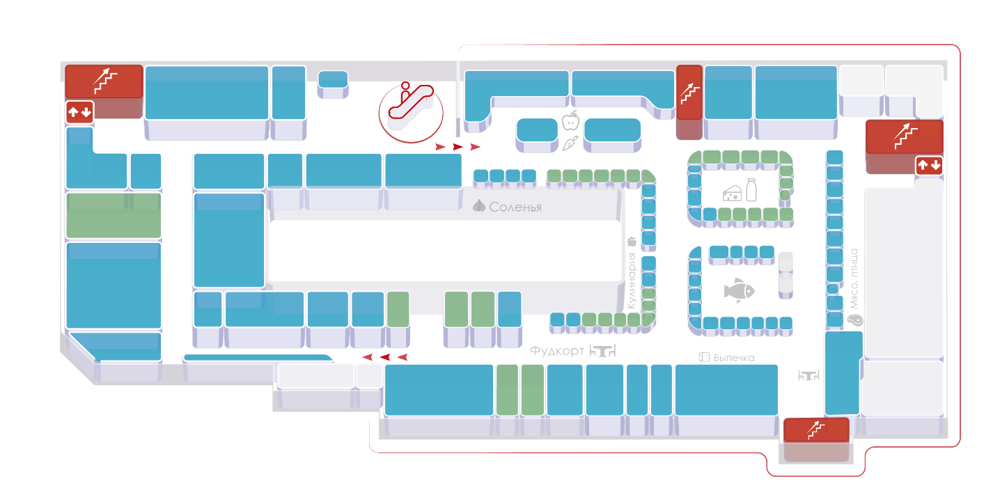 Соленья
Кулинария
Мясо, птица
Фудкорт
Выпечка